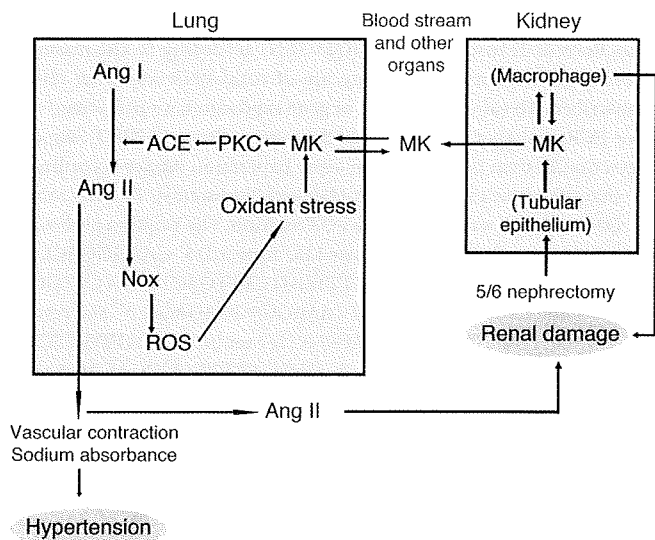 Lung
Blood stream
and other
organs
Kidney
Ang I
(Macrophage)
ACE
PKC
MK
MK
MK
Ang II
Oxidant stress
(Tubular
epithelium)
Nox
5/6 nephrectomy
ROS
Renal damage
Ang II
Vascular contraction
Sodium absorbance
Hypertension